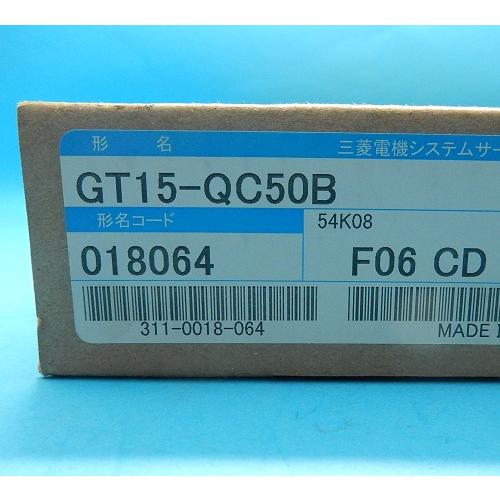 形 名 三菱電機システムサー
GT15-QC50B
形名コード 54K08
018064 F06 CD
311-0018-064 MADE